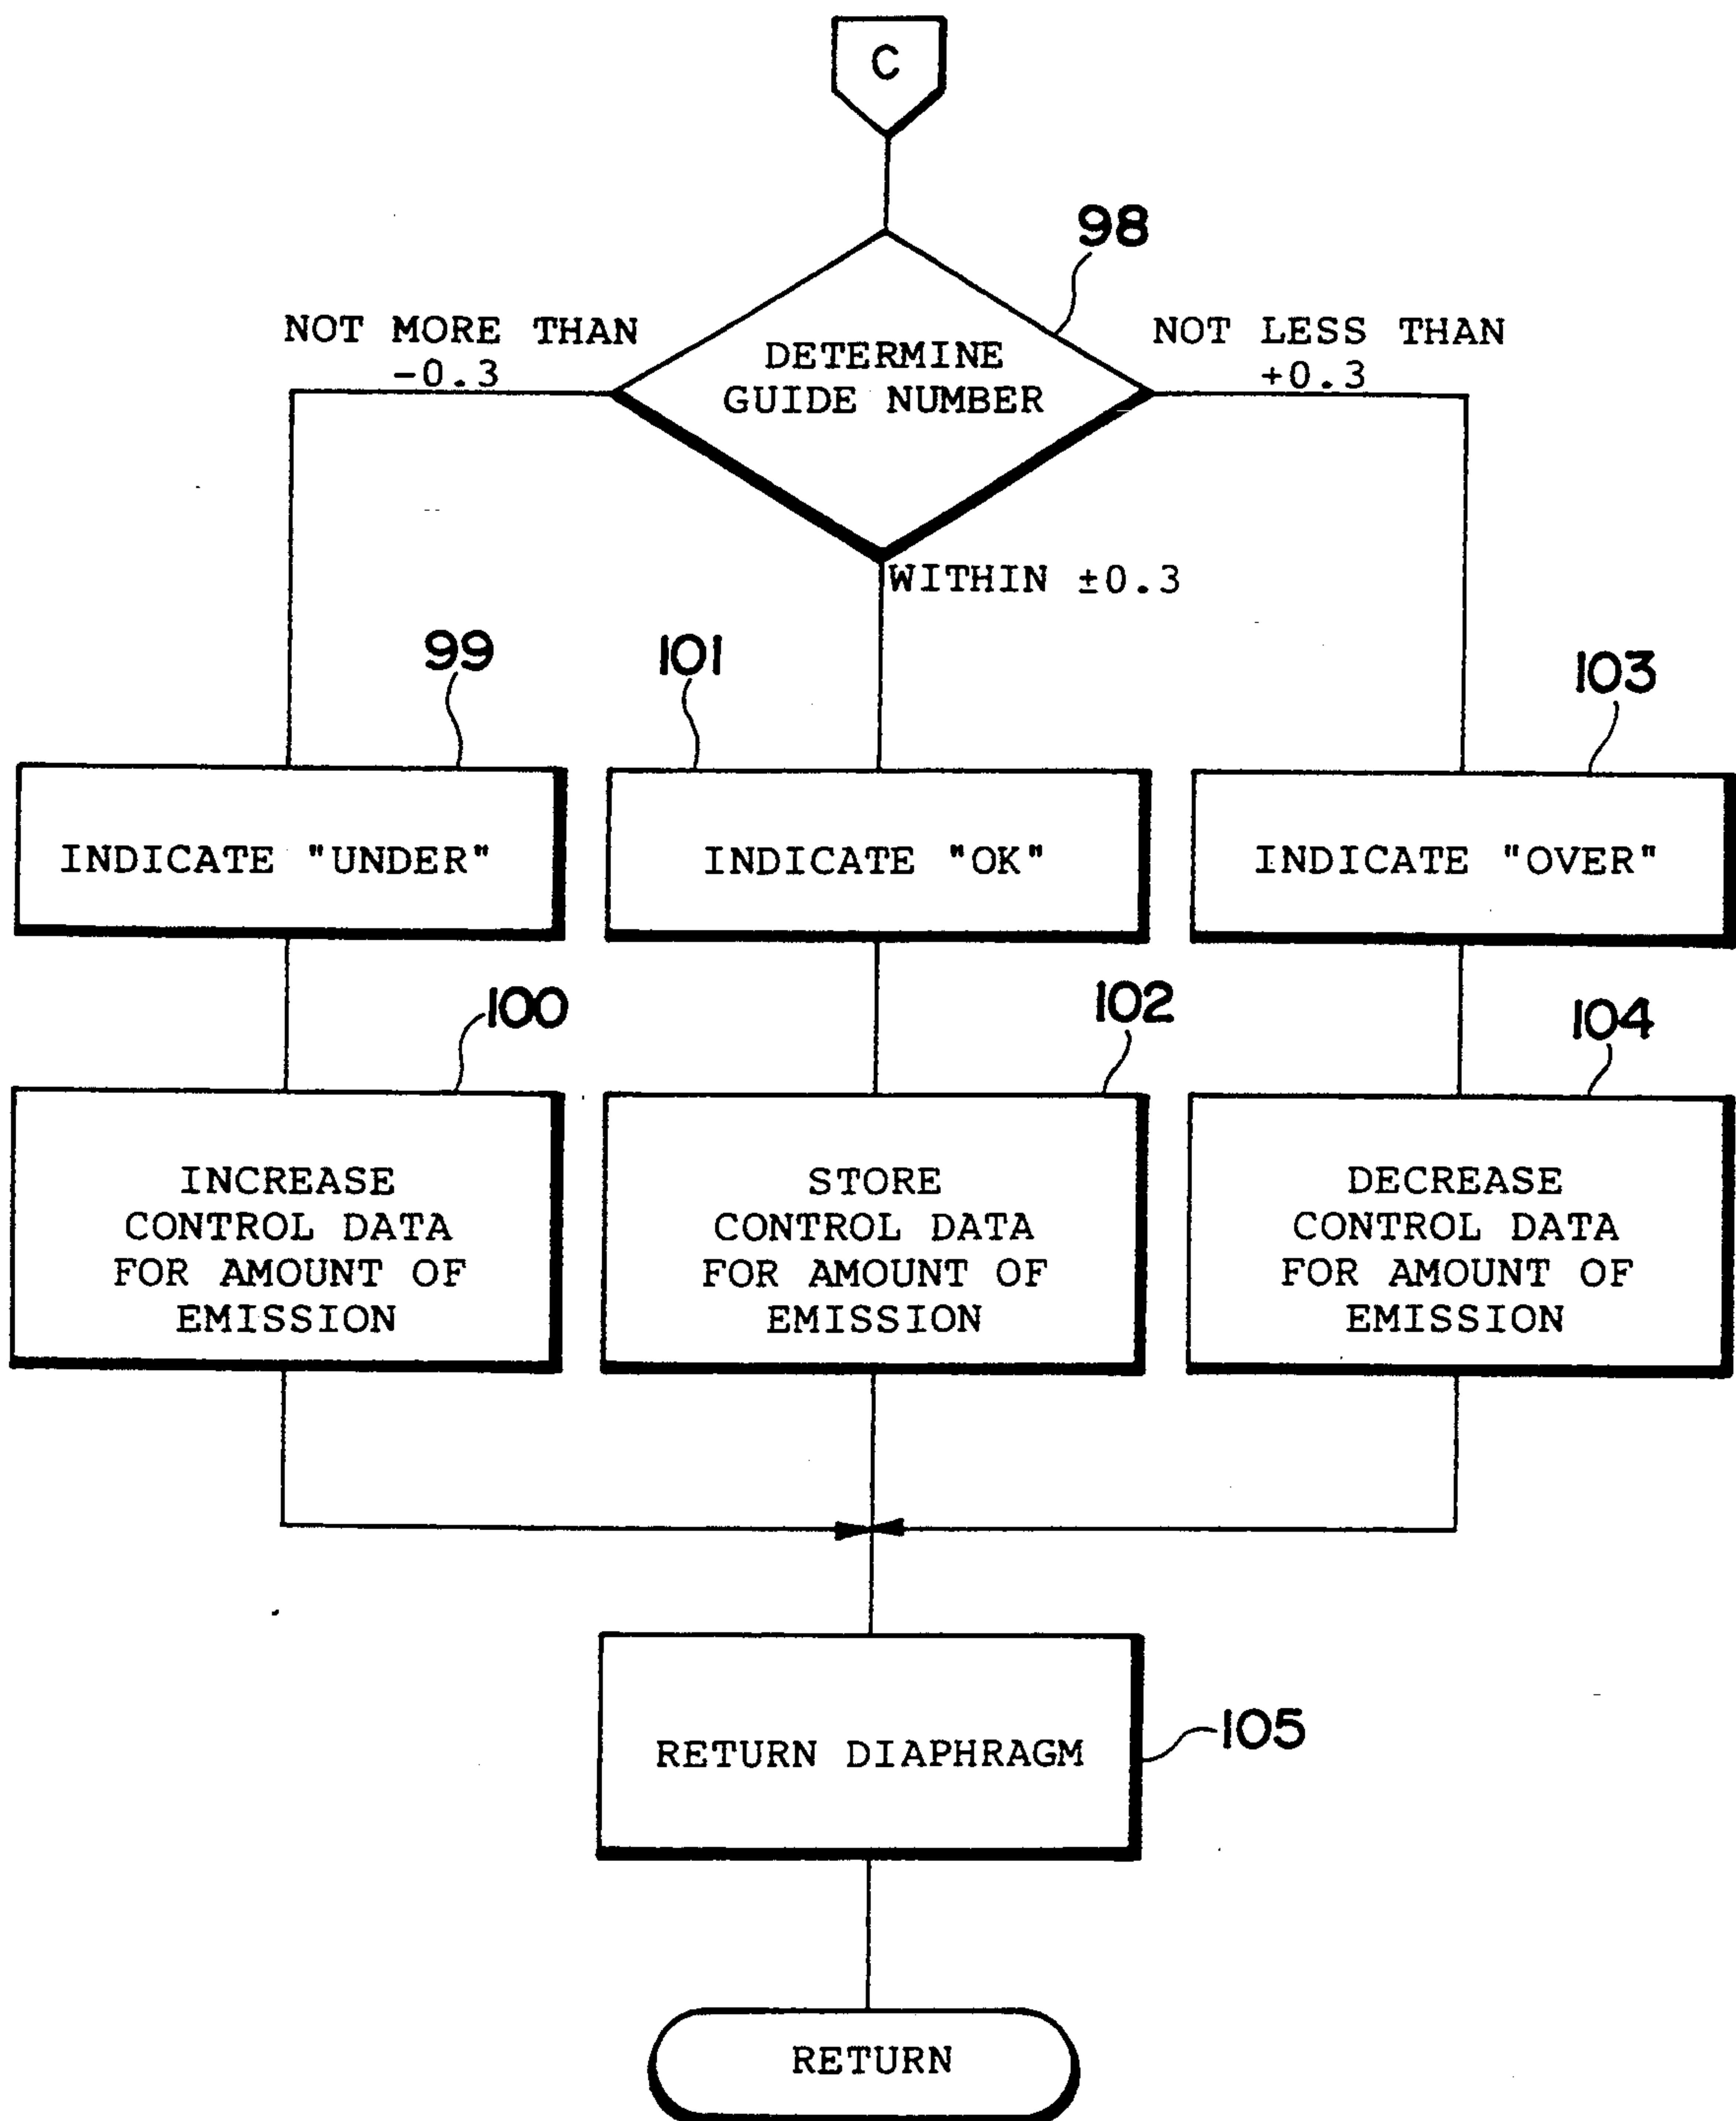 C
98
NOT MORE THAN
-0.3
DETERMINE
GUIDE NUMBER
NOT LESS THAN
+0.3
WITHIN ±0.3
99
101
103
INDICATE "UNDER"
INDICATE "OK"
INDICATE "OVER"
100
102
104
INCREASE
CONTROL DATA
FOR AMOUNT OF
EMISSION
STORE
CONTROL DATA
FOR AMOUNT OF
EMISSION
DECREASE
CONTROL DATA
FOR AMOUNT OF
EMISSION
RETURN DIAPHRAGM
105
RETURN